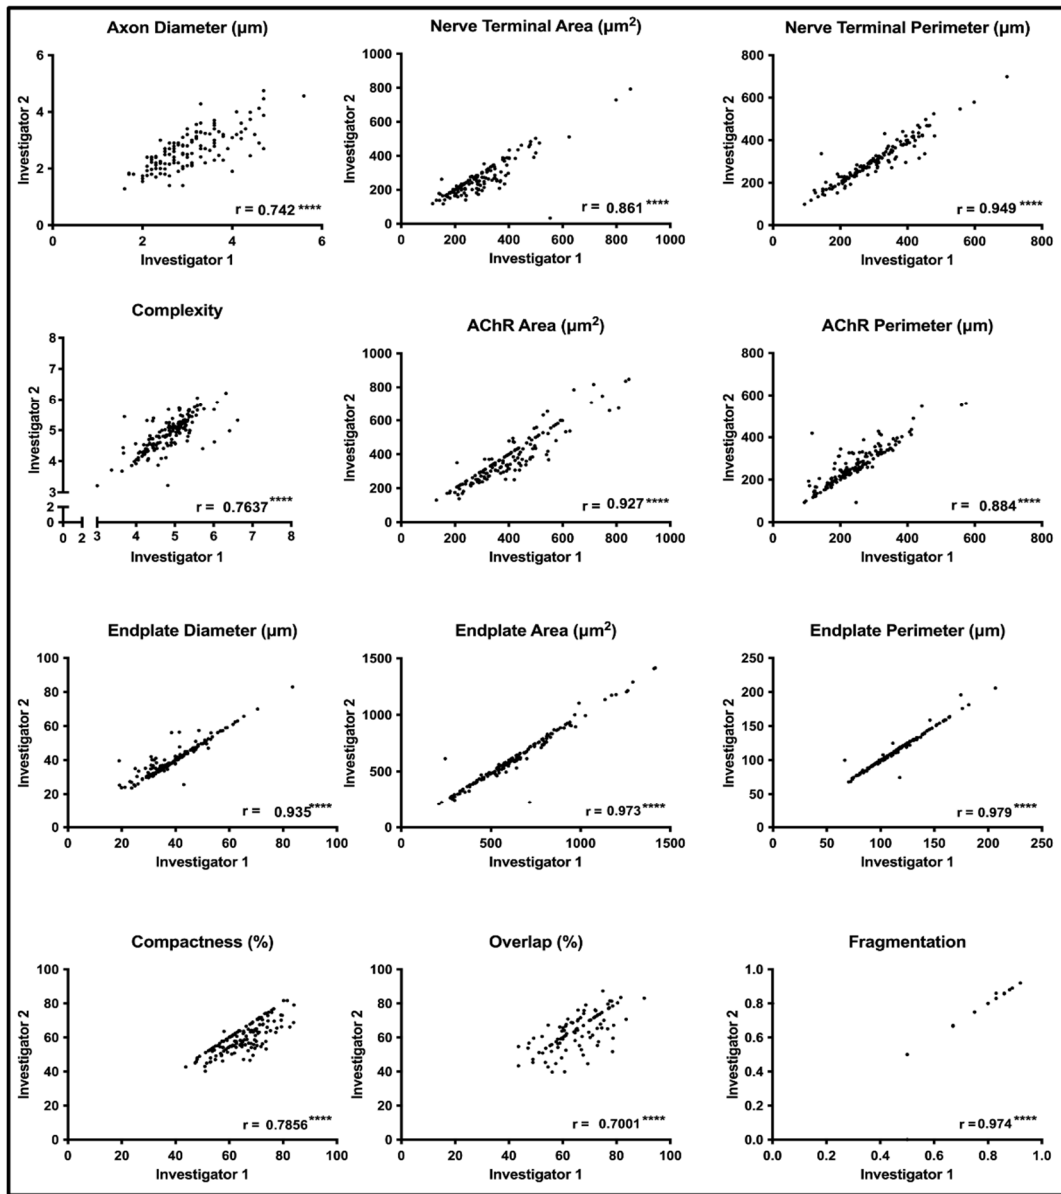 Axon Diameter (µm)
6
4
2
0
0 2 4 6
Investigator 2
Investigator 1
r = 0.742 ****
Nerve Terminal Area (µm²)
1000
800
600
400
200
0
0 200 400 600 800 1000
Investigator 2
Investigator 1
r = 0.861 ****
Nerve Terminal Perimeter (µm)
800
600
400
200
0
0 200 400 600 800
Investigator 2
Investigator 1
r = 0.949 ****
Complexity
8
7
6
5
4
3
2
0
0 2 3 4 5 6 7 8
Investigator 2
Investigator 1
r = 0.7637 ****
AChR Area (µm²)
1000
800
600
400
200
0
0 200 400 600 800 1000
Investigator 2
Investigator 1
r = 0.927 ****
AChR Perimeter (µm)
800
600
400
200
0
0 200 400 600 800
Investigator 2
Investigator 1
r = 0.884 ****
Endplate Diameter (µm)
100
80
60
40
20
0
0 20 40 60 80 100
Investigator 2
Investigator 1
r = 0.935 ****
Endplate Area (µm²)
1500
1000
500
0
0 500 1000 1500
Investigator 2
Investigator 1
r = 0.973 ****
Endplate Perimeter (µm)
250
200
150
100
50
0
0 50 100 150 200 250
Investigator 2
Investigator 1
r = 0.979 ****
Compactness (%)
100
80
60
40
20
0
0 20 40 60 80 100
Investigator 2
Investigator 1
r = 0.7856 ****
Overlap (%)
100
80
60
40
20
0
0 20 40 60 80 100
Investigator 2
Investigator 1
r = 0.7001 ****
Fragmentation
1.0
0.8
0.6
0.4
0.2
0.0
0.0 0.2 0.4 0.6 0.8 1.0
Investigator 2
Investigator 1
r = 0.974 ****